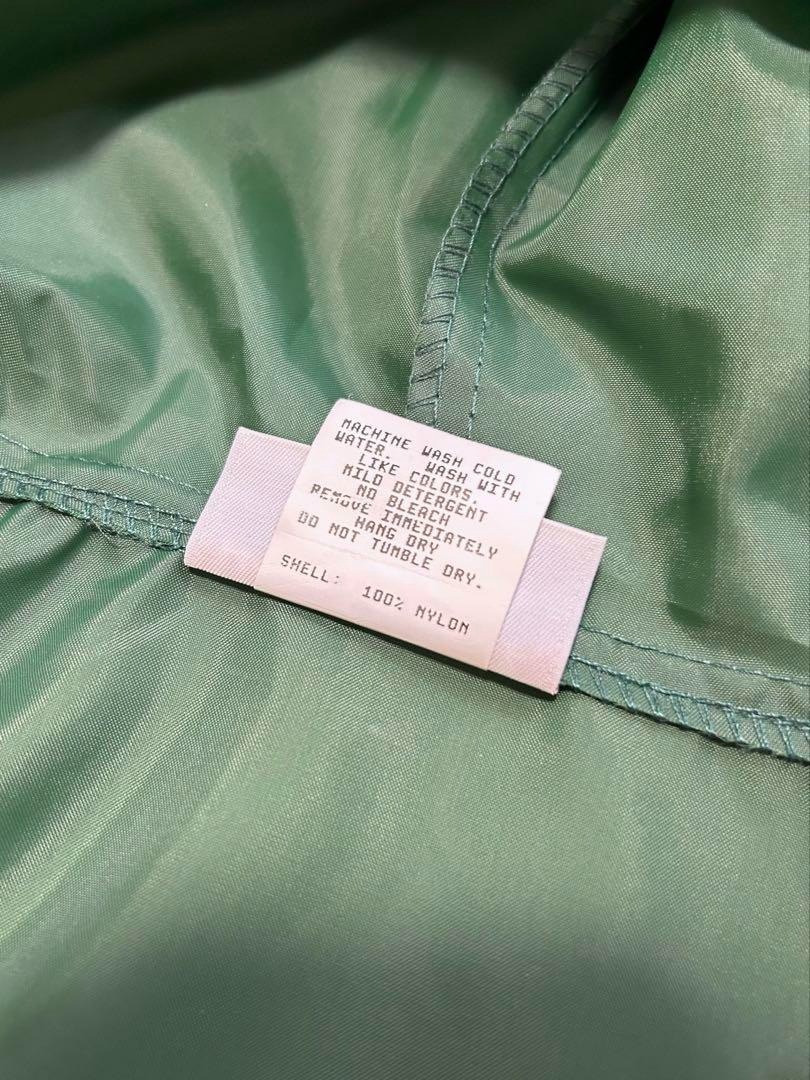 MACHINE WASH COLD
WATER. WASH WITH
LIKE COLORS.
MILD DETERGENT
NO BLEACH
REMOVE IMMEDIATELY
HANG DRY
DO NOT TUMBLE DRY.
SHELL: 100% NYLON